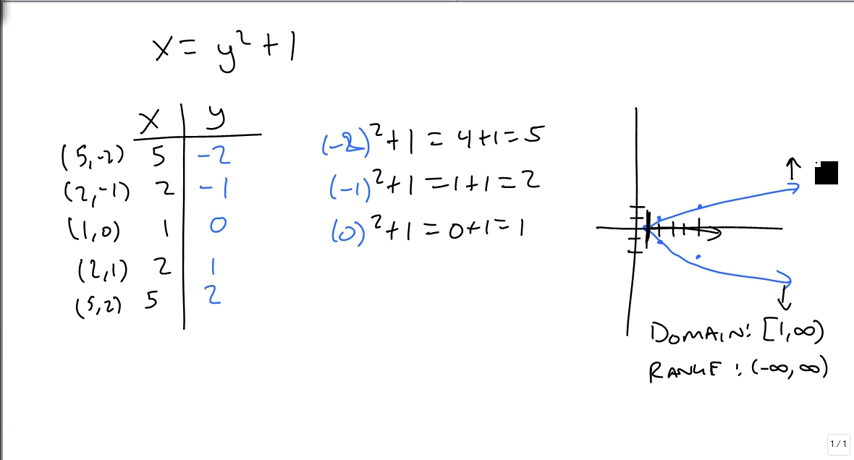 x = y² + 1
x y
(5,-2) 5 -2
(2,-1) 2 -1
(1,0) 1 0
(2,1) 2 1
(5,2) 5 2
(-2)² + 1 = 4+1 = 5
(-1)² + 1 = 1+1 = 2
(0)² + 1 = 0+1 = 1
DOMAIN: [1,∞)
RANGE: (-∞,∞)
1 / 1